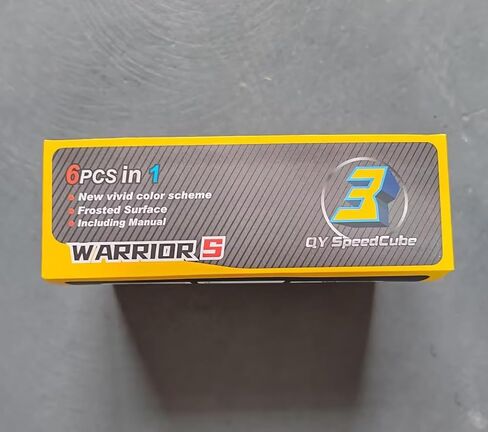 6PCS in 1
New vivid color scheme
Frosted Surface
Including Manual
WARRIOR S
3
QY SpeedCube